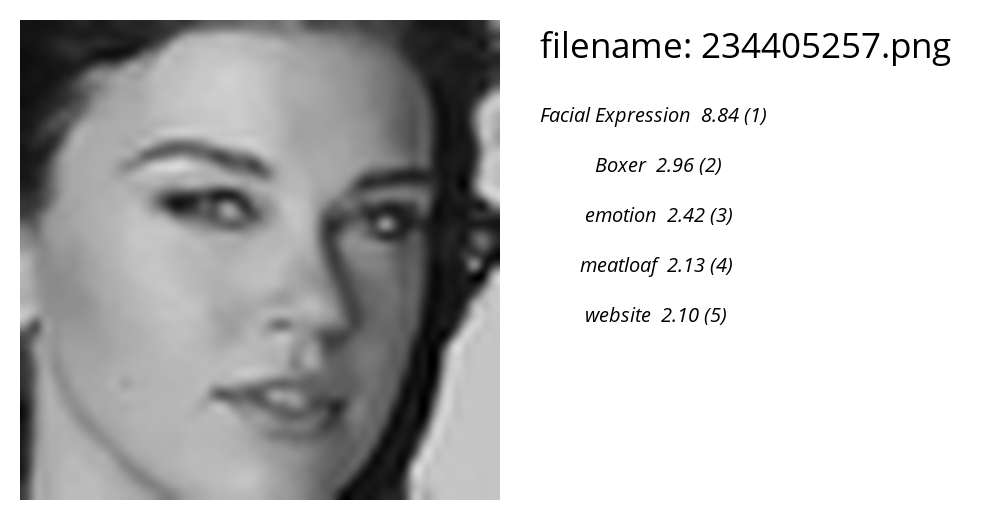 filename: 234405257.png
Facial Expression 8.84 (1)
Boxer 2.96 (2)
emotion 2.42 (3)
meatloaf 2.13 (4)
website 2.10 (5)